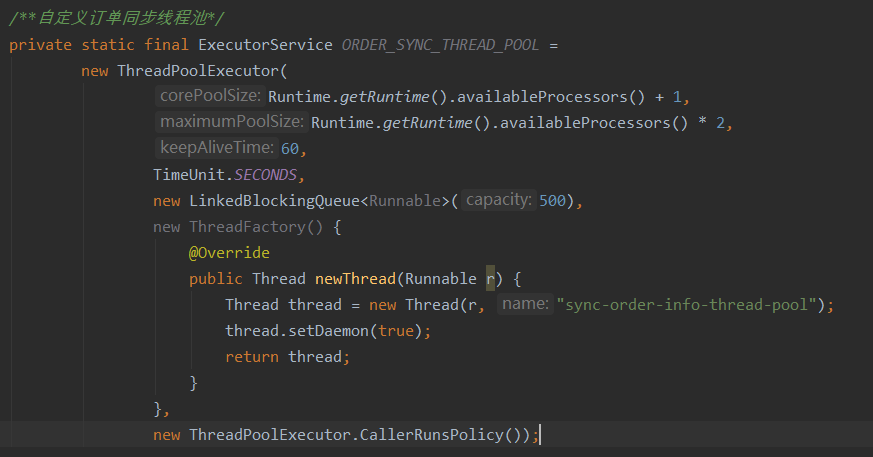 /**自定义订单同步线程池*/
private static final ExecutorService ORDER_SYNC_THREAD_POOL =
new ThreadPoolExecutor(
corePoolSize: Runtime.getRuntime().availableProcessors() + 1,
maximumPoolSize: Runtime.getRuntime().availableProcessors() * 2,
keepAliveTime: 60,
TimeUnit.SECONDS,
new LinkedBlockingQueue<Runnable>( capacity: 500),
new ThreadFactory() {
@Override
public Thread newThread(Runnable r) {
Thread thread = new Thread(r, name: "sync-order-info-thread-pool");
thread.setDaemon(true);
return thread;
}
},
new ThreadPoolExecutor.CallerRunsPolicy());